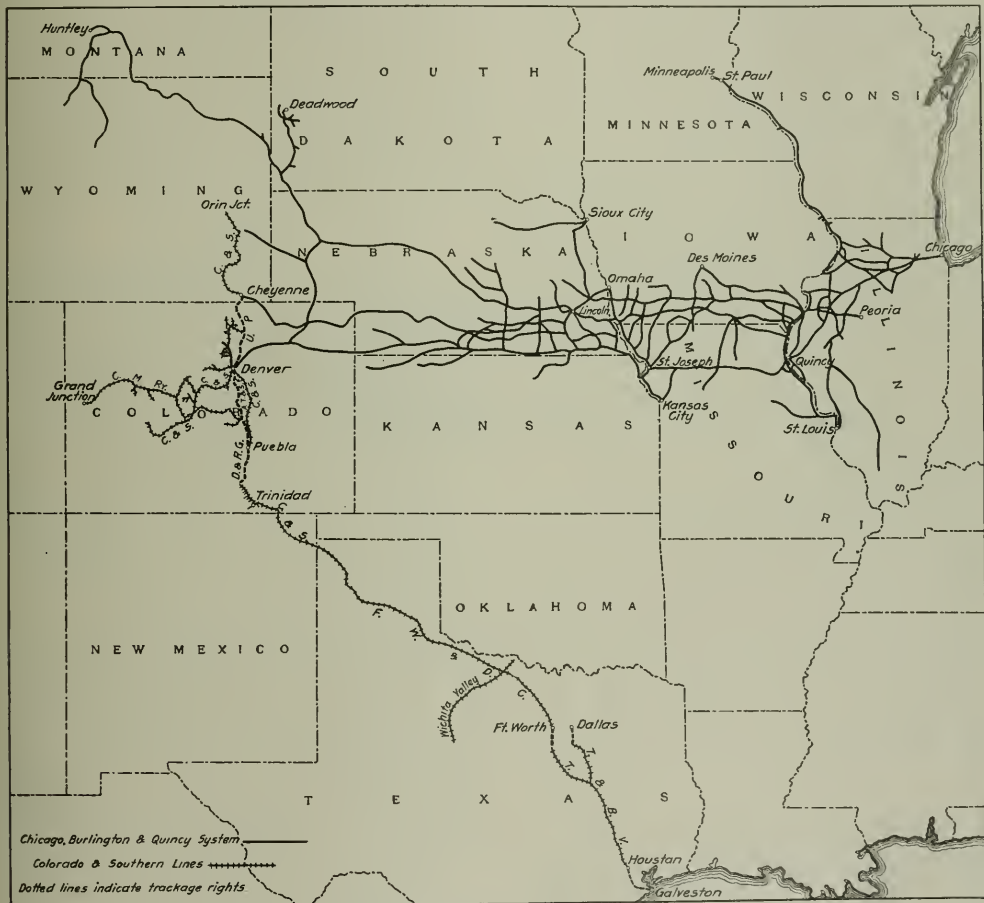 Huntley
MONTANA
SOUTH
DAKOTA
Deadwood
Minneapolis
St. Paul
WISCONSIN
MINNESOTA
WYOMING
Orin Jct.
C. & S.
Sioux City
NEBRASKA
IOWA
Des Moines
Chicago
Cheyenne
Omaha
Lincoln
Peoria
ILLINOIS
U. P.
Denver
St. Joseph
Quincy
Grand
Junction
C. M. Ry.
C. & S.
C. & S.
COLORADO
KANSAS
Kansas
City
MISSOURI
St. Louis
Puebla
D. & R. G.
Trinidad
C. & S.
OKLAHOMA
NEW MEXICO
F. W. & D. C.
Wichita Valley
Ft. Worth
Dallas
T. & B. V.
T.
TEXAS
Houstan
Galveston
Chicago, Burlington & Quincy System
Colorado & Southern Lines
Dotted lines indicate trackage rights